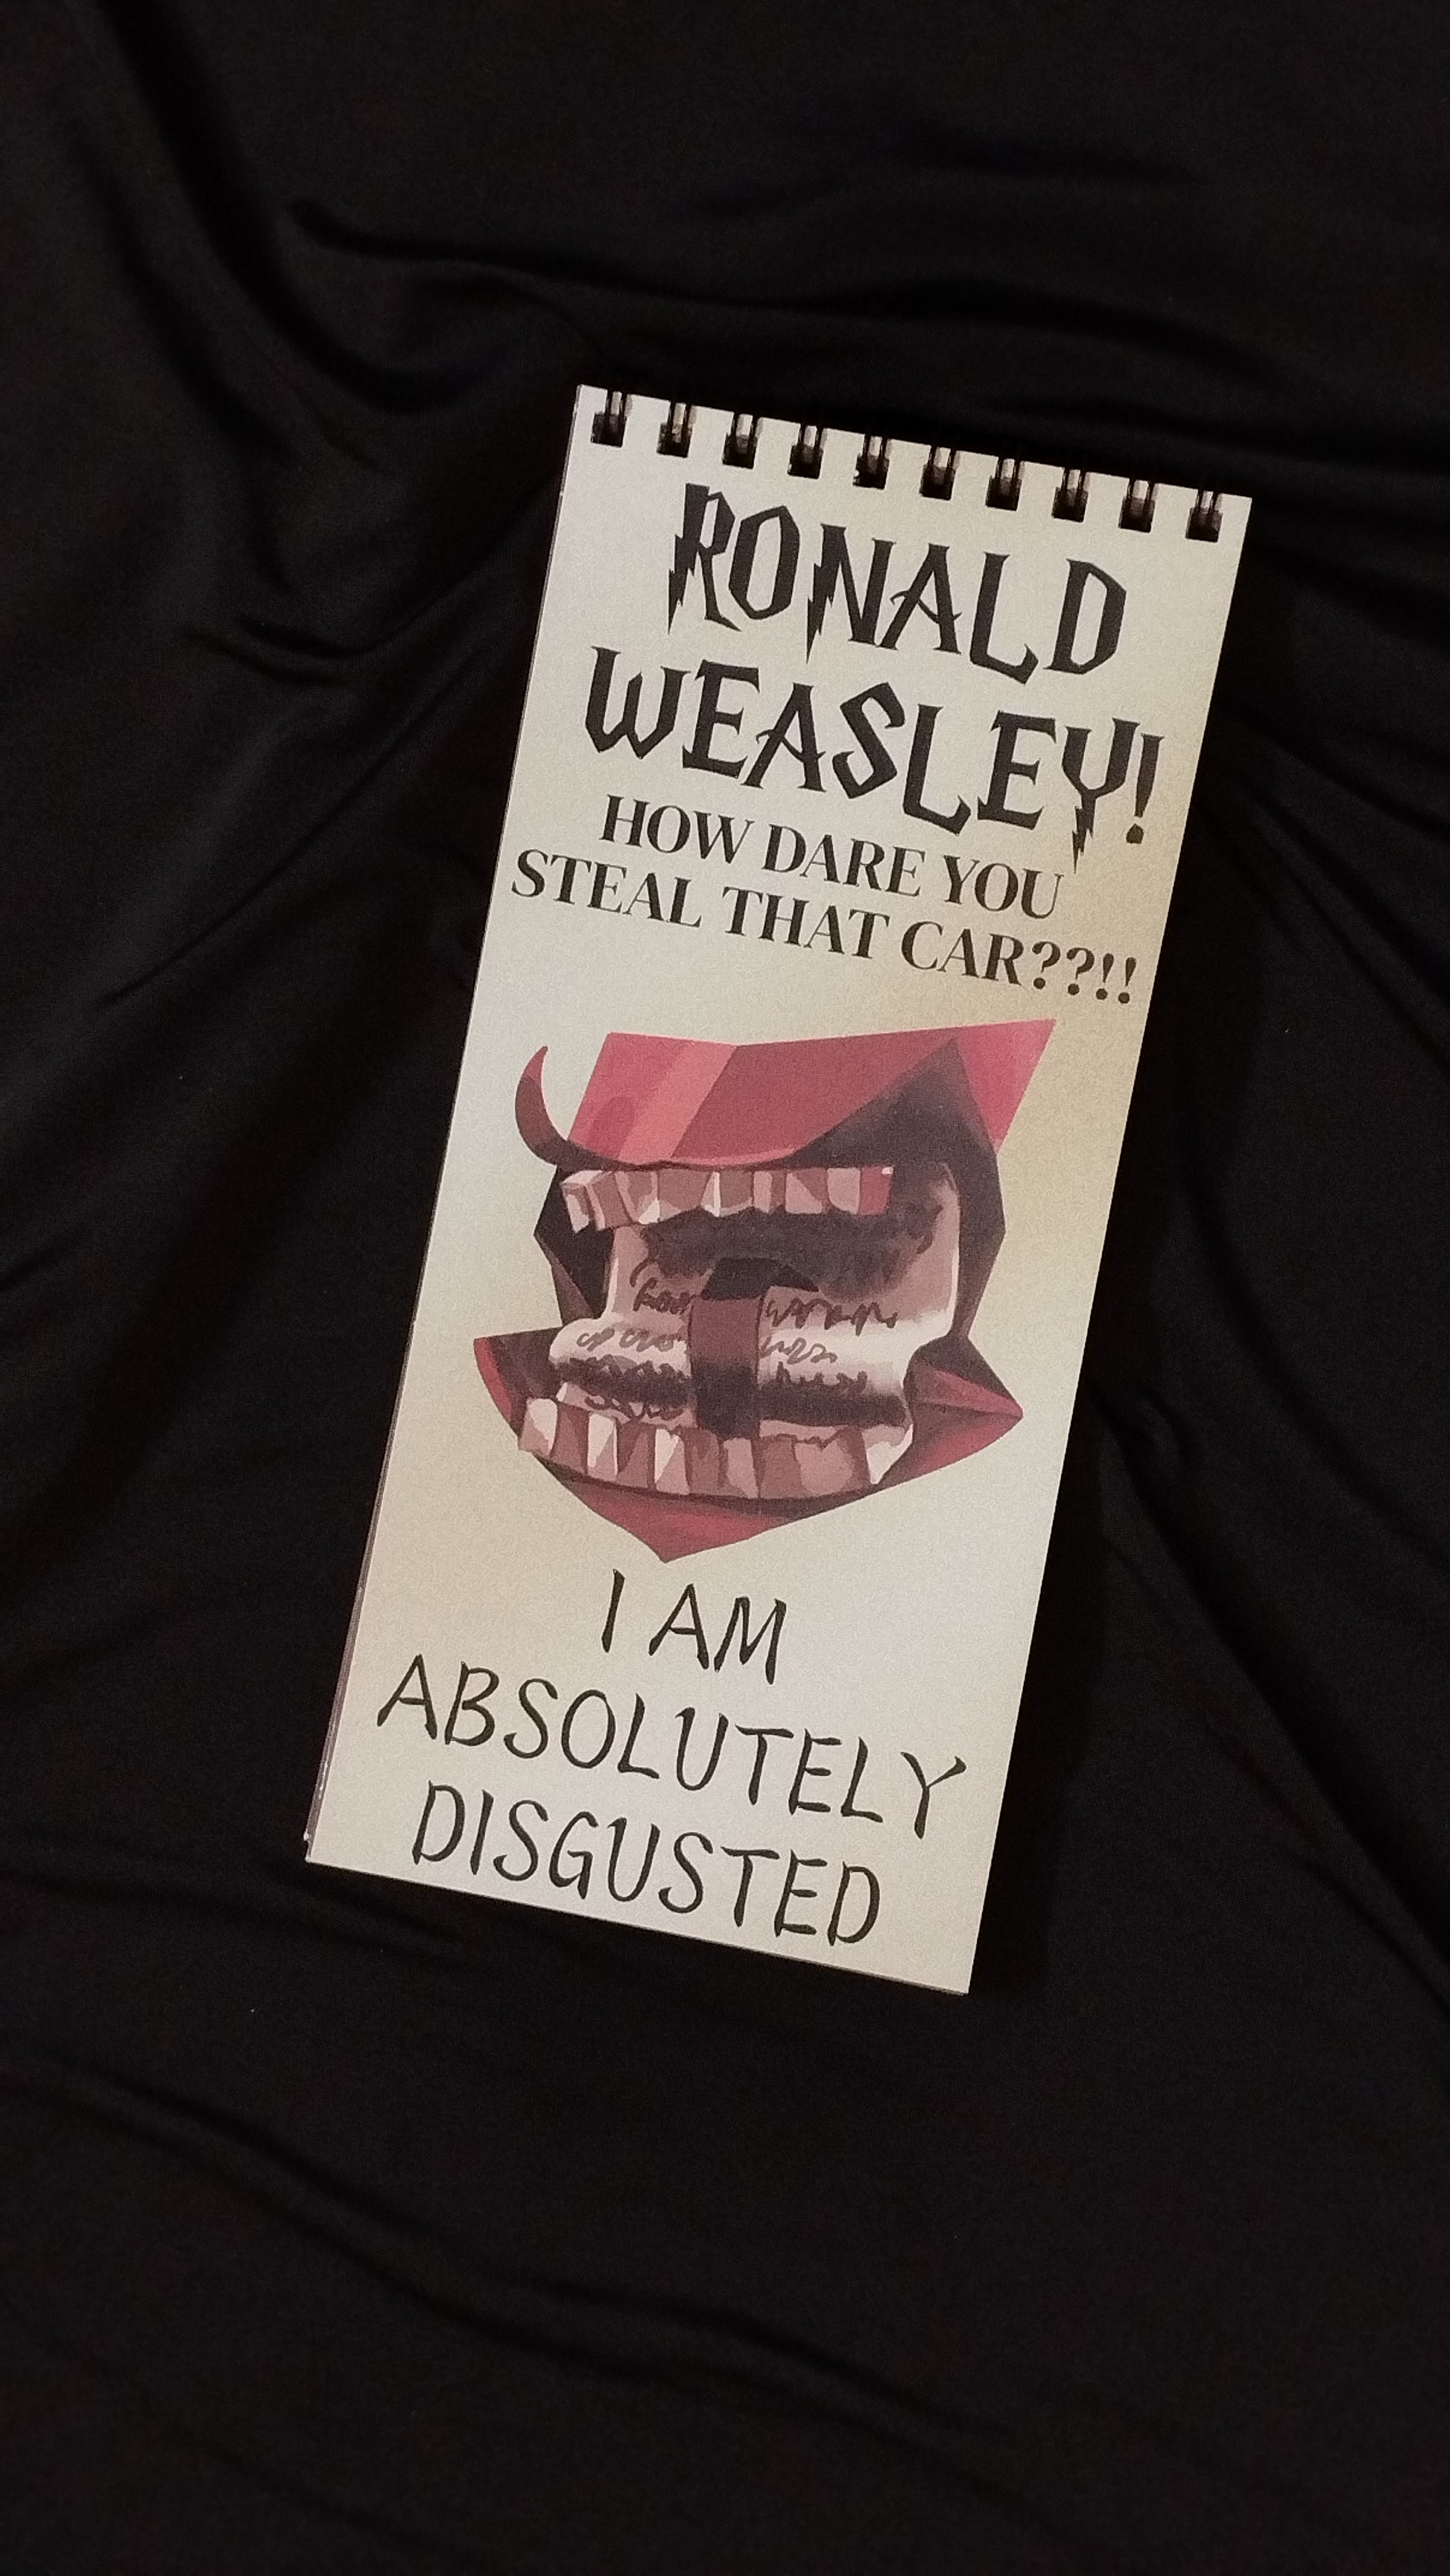 RONALD
WEASLEY!
HOW DARE YOU
STEAL THAT CAR??!!
I AM
ABSOLUTELY
DISGUSTED